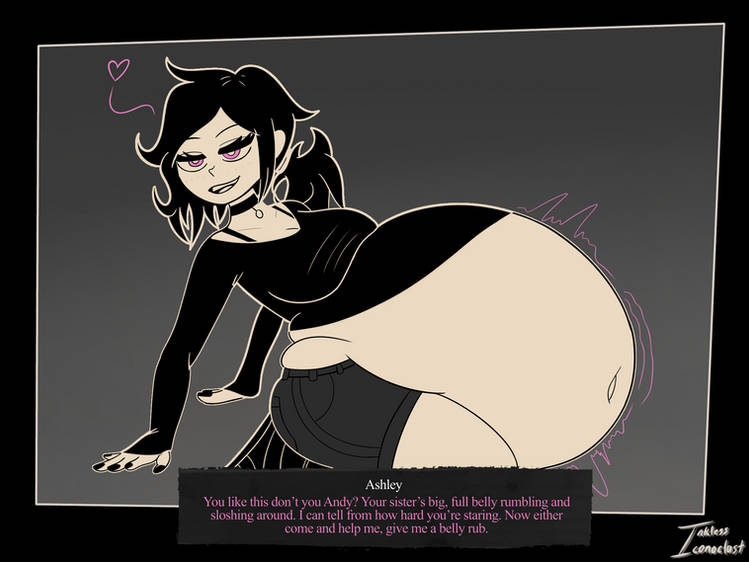 Ashley
You like this don't you Andy? Your sister's big, full belly rumbling and
sloshing around. I can tell from how hard you're staring. Now either
come and help me, give me a belly rub.
Iconoclast